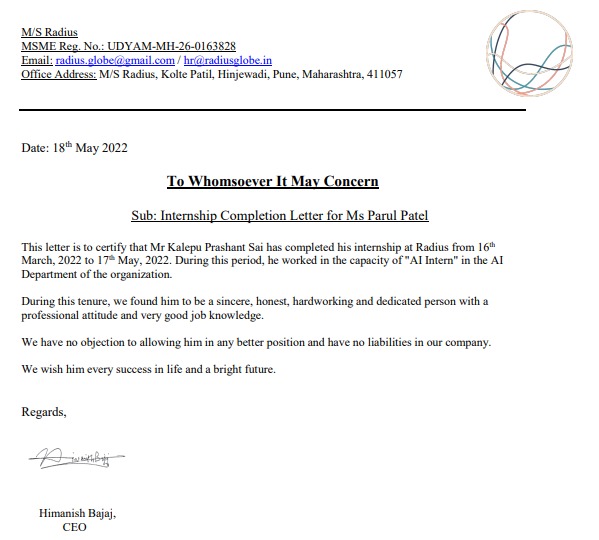 M/S Radius
MSME Reg. No.: UDYAM-MH-26-0163828
Email: radius.globe@gmail.com / hr@radiusglobe.in
Office Address: M/S Radius, Kolte Patil, Hinjewadi, Pune, Maharashtra, 411057
Date: 18th May 2022
To Whomsoever It May Concern
Sub: Internship Completion Letter for Ms Parul Patel
This letter is to certify that Mr Kalepu Prashant Sai has completed his internship at Radius from 16th
March, 2022 to 17th May, 2022. During this period, he worked in the capacity of "AI Intern" in the AI
Department of the organization.
During this tenure, we found him to be a sincere, honest, hardworking and dedicated person with a
professional attitude and very good job knowledge.
We have no objection to allowing him in any better position and have no liabilities in our company.
We wish him every success in life and a bright future.
Regards,
Himanish Bajaj,
CEO